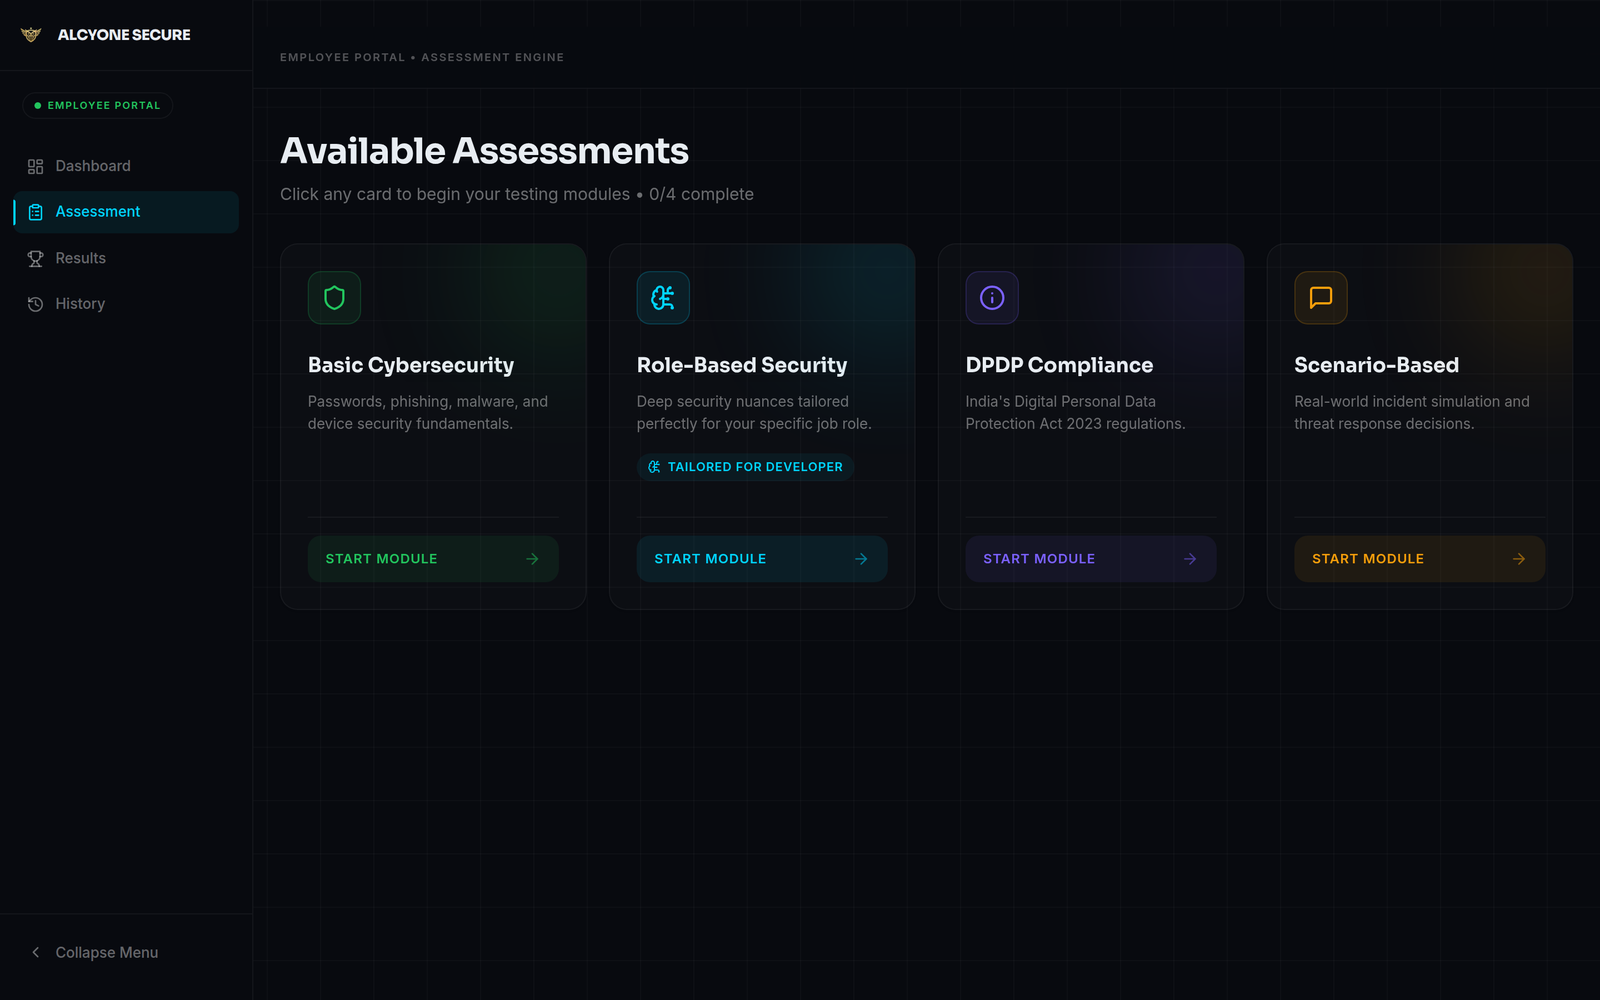 ALCYONE SECURE
EMPLOYEE PORTAL
Dashboard
Assessment
Results
History
Collapse Menu
EMPLOYEE PORTAL • ASSESSMENT ENGINE
Available Assessments
Click any card to begin your testing modules • 0/4 complete
Basic Cybersecurity
Passwords, phishing, malware, and
device security fundamentals.
START MODULE
Role-Based Security
Deep security nuances tailored
perfectly for your specific job role.
TAILORED FOR DEVELOPER
START MODULE
DPDP Compliance
India's Digital Personal Data
Protection Act 2023 regulations.
START MODULE
Scenario-Based
Real-world incident simulation and
threat response decisions.
START MODULE